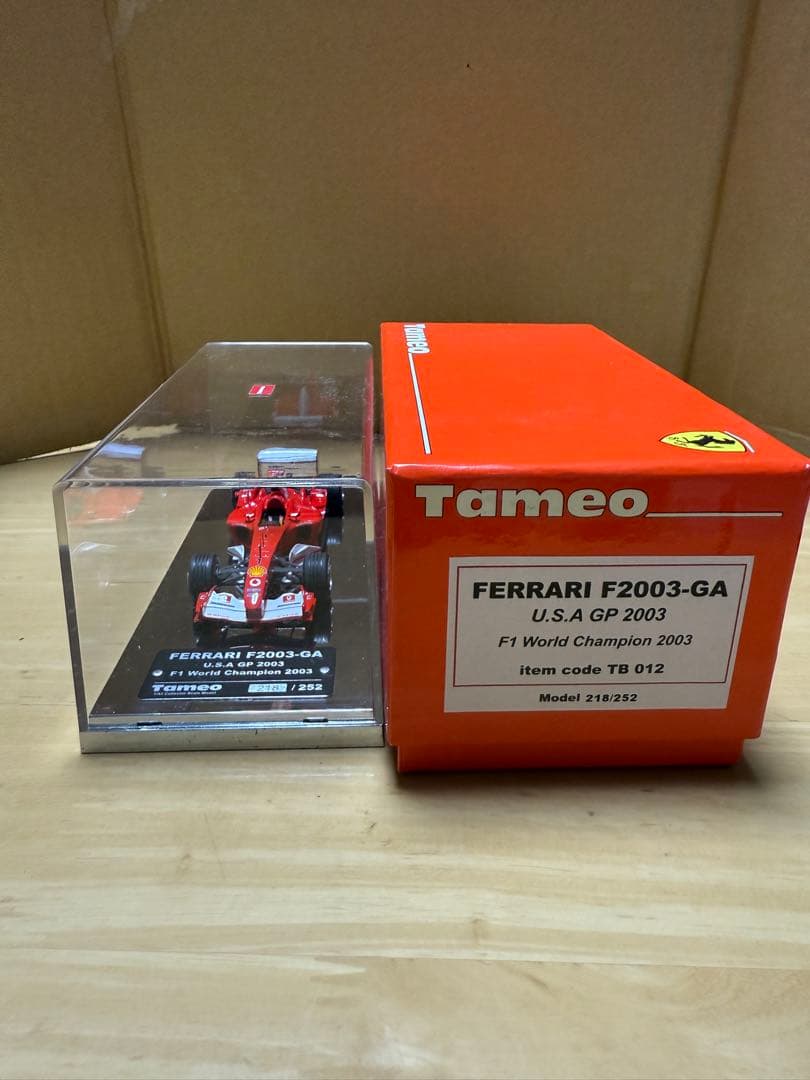 Tameo
Tameo
FERRARI F2003-GA
U.S.A GP 2003
F1 World Champion 2003
item code TB 012
Model 218/252
FERRARI F2003-GA
U.S.A GP 2003
F1 World Champion 2003
Tameo
218 / 252